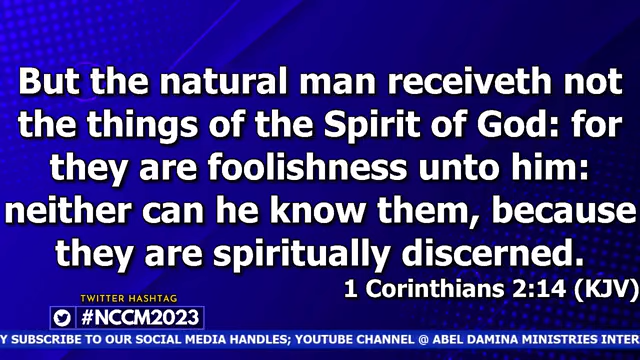 But the natural man receiveth not
the things of the Spirit of God: for
they are foolishness unto him:
neither can he know them, because
they are spiritually discerned.
1 Corinthians 2:14 (KJV)
TWITTER HASHTAG
#NCCM2023
Y SUBSCRIBE TO OUR SOCIAL MEDIA HANDLES; YOUTUBE CHANNEL @ ABEL DAMINA MINISTRIES INTER